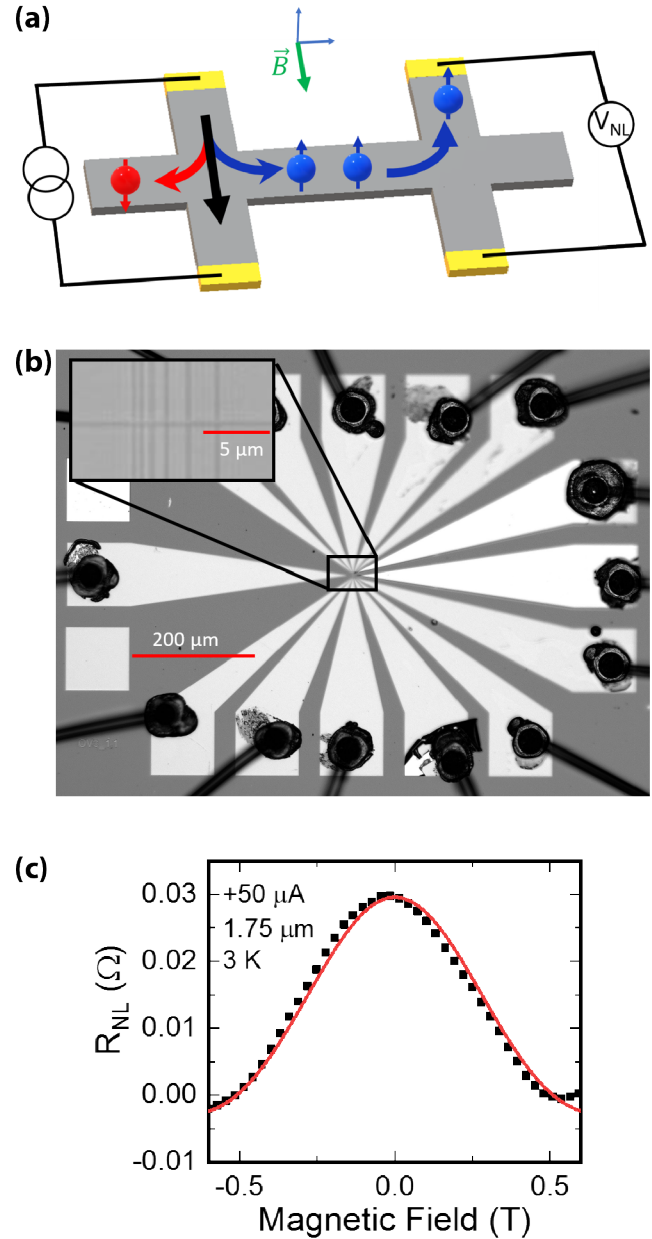 (a)
B
V_NL
(b)
5 μm
200 μm
(c)
+50 μA
1.75 μm
3 K
0.03
0.02
0.01
0.00
-0.01
R_NL (Ω)
-0.5
0.0
0.5
Magnetic Field (T)